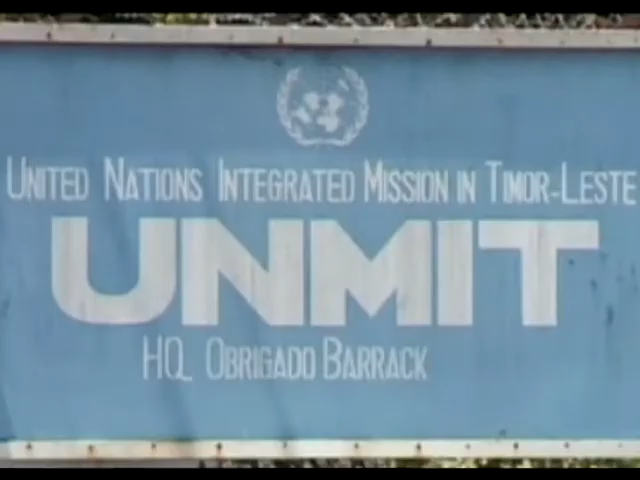 United Nations Integrated Mission in Timor-Leste
UNMIT
HQ Obrigado Barrack